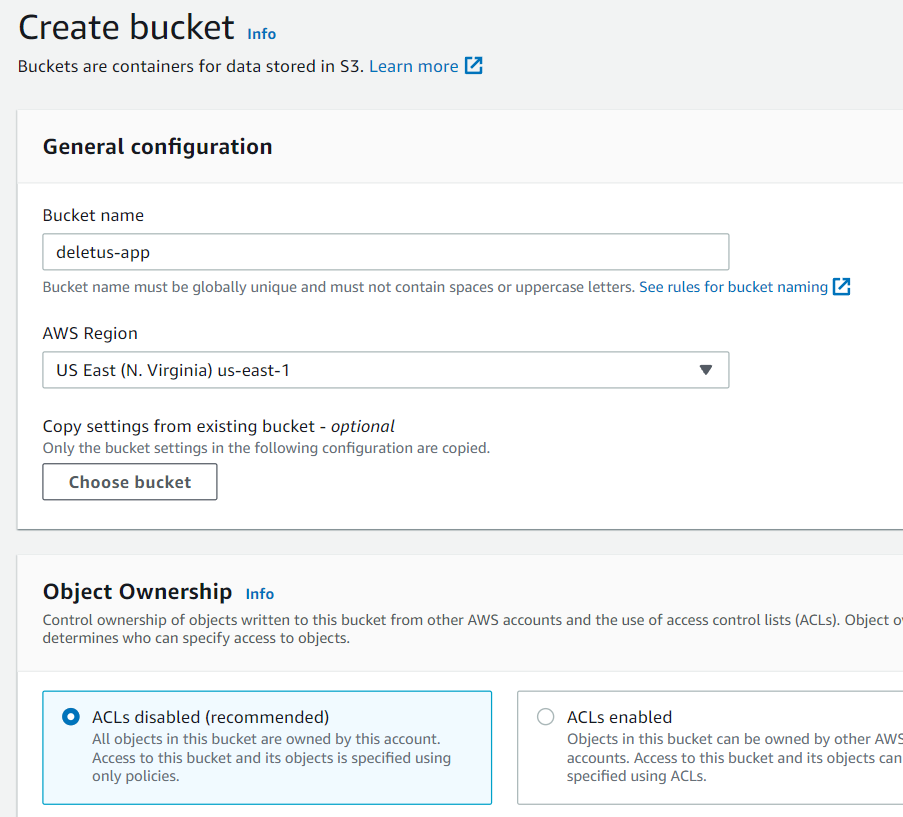 Create bucket Info
Buckets are containers for data stored in S3. Learn more
General configuration
Bucket name
deletus-app
Bucket name must be globally unique and must not contain spaces or uppercase letters. See rules for bucket naming
AWS Region
US East (N. Virginia) us-east-1
Copy settings from existing bucket - optional
Only the bucket settings in the following configuration are copied.
Choose bucket
Object Ownership Info
Control ownership of objects written to this bucket from other AWS accounts and the use of access control lists (ACLs). Object
determines who can specify access to objects.
ACLs disabled (recommended)
All objects in this bucket are owned by this account.
Access to this bucket and its objects is specified using
only policies.
ACLs enabled
Objects in this bucket can be owned by other AWS
accounts. Access to this bucket and its objects can
specified using ACLs.